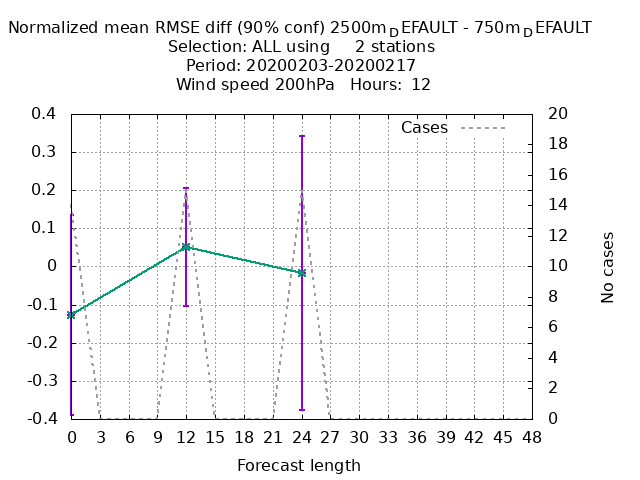 Normalized mean RMSE diff (90% conf) 2500m_DEFAULT - 750m_DEFAULT
Selection: ALL using     2 stations
Period: 20200203-20200217
Wind speed 200hPa   Hours: 12
Cases
0.4
0.3
0.2
0.1
0
-0.1
-0.2
-0.3
-0.4
20
18
16
14
12
10
8
6
4
2
0
No cases
0 3 6 9 12 15 18 21 24 27 30 33 36 39 42 45 48
Forecast length